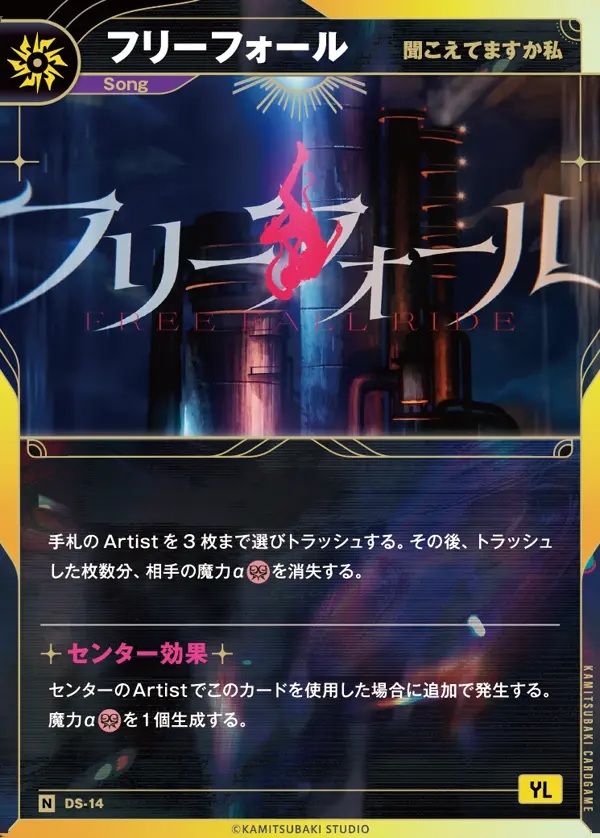 フリーフォール
聞こえてますか私
Song
フリーフォール
FREE FALL RIDE
手札のArtistを3枚まで選びトラッシュする。その後、トラッシュ
した枚数分、相手の魔力αを消失する。
センター効果
センターのArtistでこのカードを使用した場合に追加で発生する。
魔力αを1個生成する。
KAMITSUBAKI CARDGAME
YL
N DS-14
©KAMITSUBAKI STUDIO